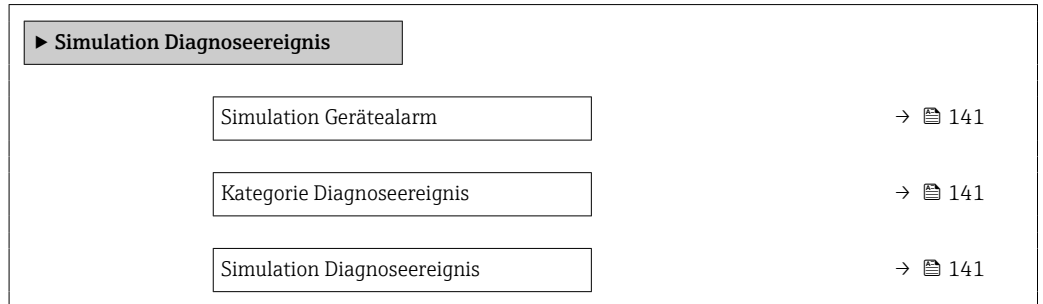 ▶ Simulation Diagnoseereignis
Simulation Gerätealarm → 141
Kategorie Diagnoseereignis → 141
Simulation Diagnoseereignis → 141